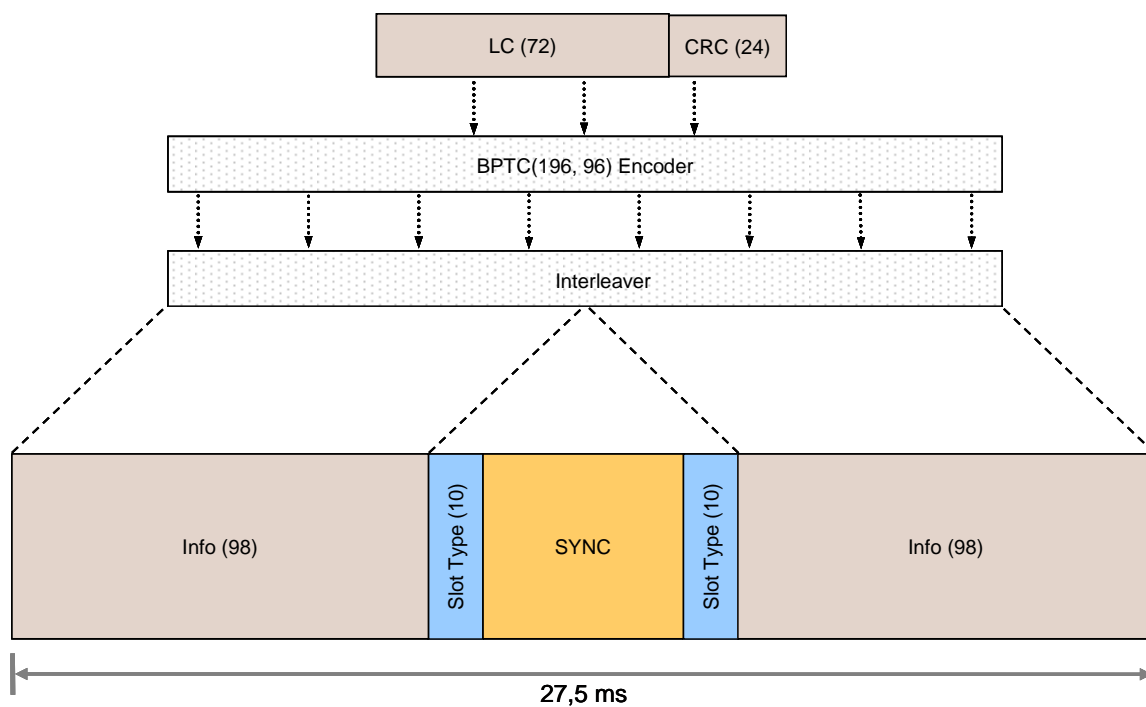 LC (72)
CRC (24)
BPTC(196, 96) Encoder
Interleaver
Info (98)
Slot Type (10)
SYNC
Slot Type (10)
Info (98)
27,5 ms